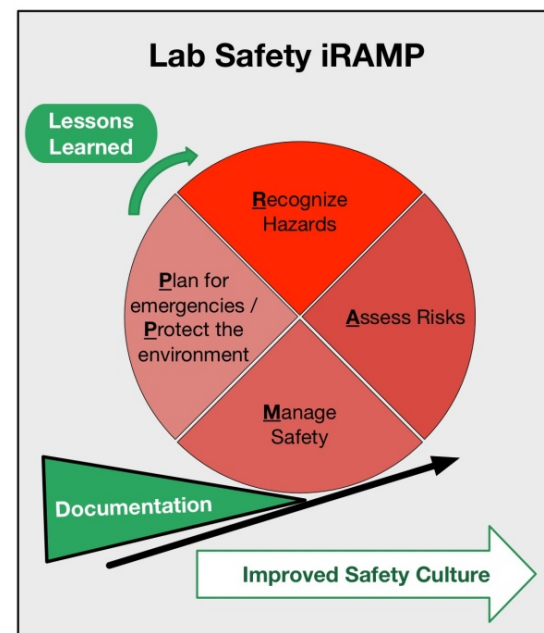 Lab Safety iRAMP
Lessons
Learned
Recognize
Hazards
Assess Risks
Manage
Safety
Plan for
emergencies /
Protect the
environment
Documentation
Improved Safety Culture